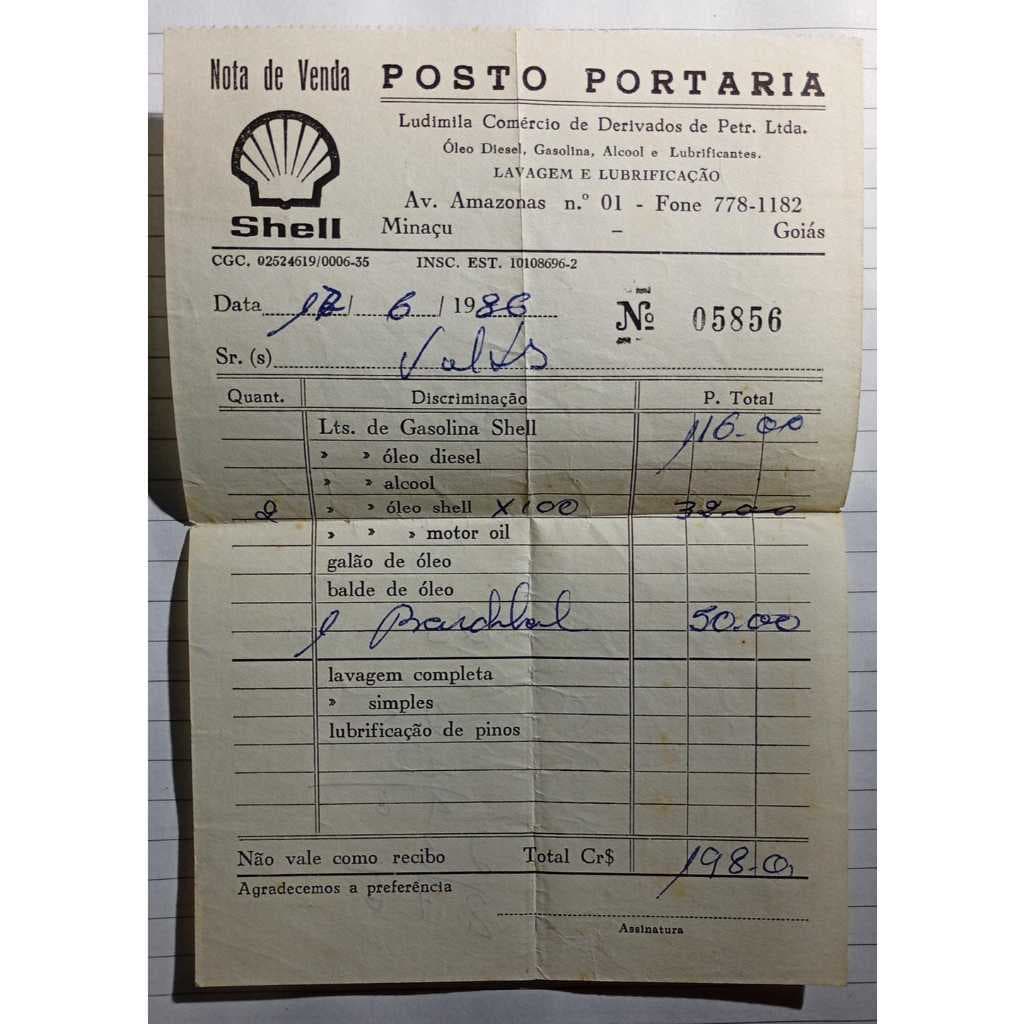 Nota de Venda
POSTO PORTARIA
Ludimila Comércio de Derivados de Petr. Ltda.
Óleo Diesel, Gasolina, Alcool e Lubrificantes.
LAVAGEM E LUBRIFICAÇÃO
Av. Amazonas n.º 01 - Fone 778-1182
Minaçu – Goiás
Shell
CGC. 02524619/0006-35 INSC. EST. 10108696-2
Data / 6 / 1986 Nº 05856
Sr. (s)
Quant. Discriminação P. Total
Lts. de Gasolina Shell 116-00
» » óleo diesel
» » alcool
2 » » óleo shell X100 32-00
» » » motor oil
galão de óleo
balde de óleo
1 50-00
lavagem completa
» simples
lubrificação de pinos
Não vale como recibo Total Cr$ 198-0
Agradecemos a preferência
Assinatura